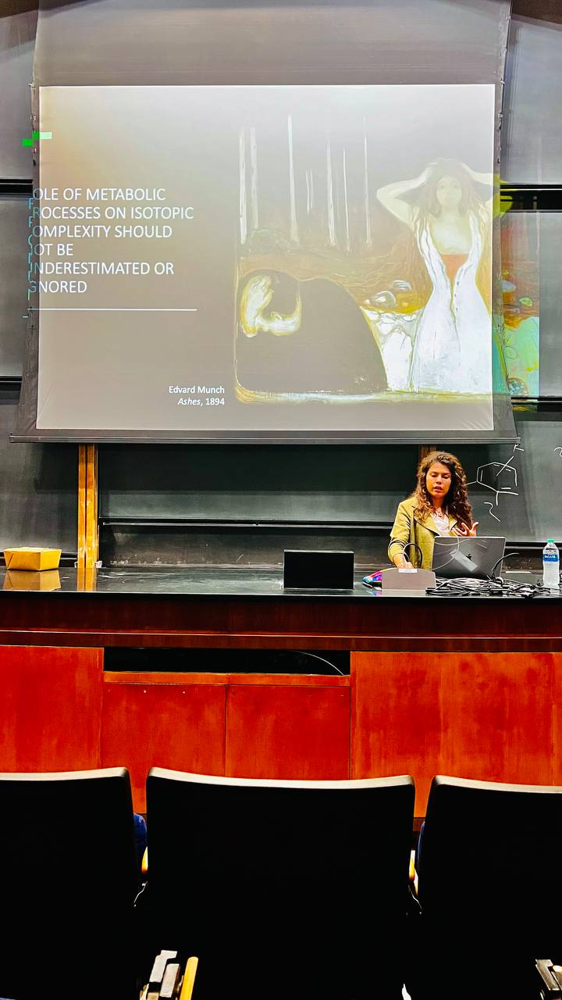 OLE OF METABOLIC
ROCESSES ON ISOTOPIC
OMPLEXITY SHOULD
OT BE
NDERESTIMATED OR
GNORED
Edvard Munch
Ashes, 1894